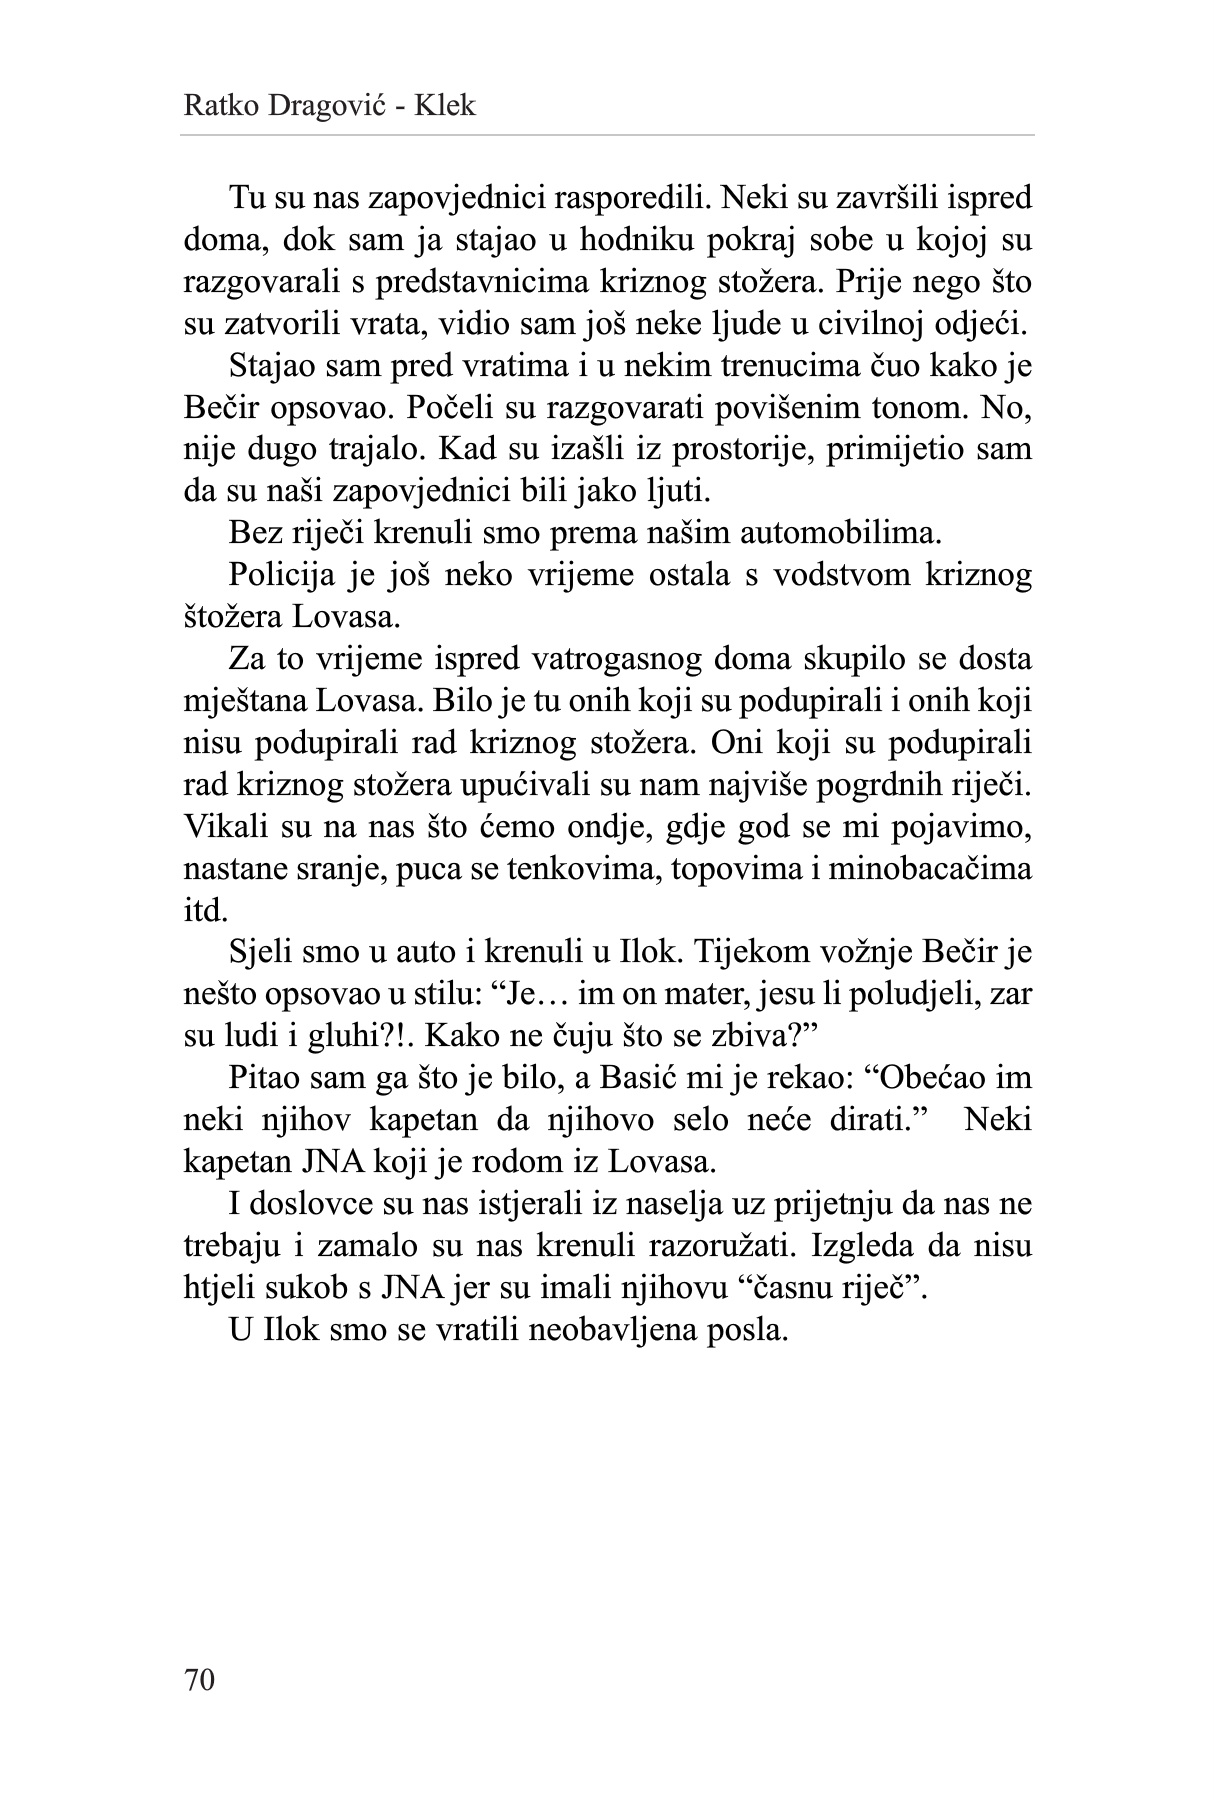 Ratko Dragović - Klek
Tu su nas zapovjednici rasporedili. Neki su završili ispred
doma, dok sam ja stajao u hodniku pokraj sobe u kojoj su
razgovarali s predstavnicima kriznog stožera. Prije nego što
su zatvorili vrata, vidio sam još neke ljude u civilnoj odjeći.
Stajao sam pred vratima i u nekim trenucima čuo kako je
Bečir opsovao. Počeli su razgovarati povišenim tonom. No,
nije dugo trajalo. Kad su izašli iz prostorije, primijetio sam
da su naši zapovjednici bili jako ljuti.
Bez riječi krenuli smo prema našim automobilima.
Policija je još neko vrijeme ostala s vodstvom kriznog
štožera Lovasa.
Za to vrijeme ispred vatrogasnog doma skupilo se dosta
mještana Lovasa. Bilo je tu onih koji su podupirali i onih koji
nisu podupirali rad kriznog stožera. Oni koji su podupirali
rad kriznog stožera upućivali su nam najviše pogrdnih riječi.
Vikali su na nas što ćemo ondje, gdje god se mi pojavimo,
nastane sranje, puca se tenkovima, topovima i minobacačima
itd.
Sjeli smo u auto i krenuli u Ilok. Tijekom vožnje Bečir je
nešto opsovao u stilu: “Je… im on mater, jesu li poludjeli, zar
su ludi i gluhi?!. Kako ne čuju što se zbiva?”
Pitao sam ga što je bilo, a Basić mi je rekao: “Obećao im
neki njihov kapetan da njihovo selo neće dirati.”  Neki
kapetan JNA koji je rodom iz Lovasa.
I doslovce su nas istjerali iz naselja uz prijetnju da nas ne
trebaju i zamalo su nas krenuli razoružati. Izgleda da nisu
htjeli sukob s JNA jer su imali njihovu “časnu riječ”.
U Ilok smo se vratili neobavljena posla.
70